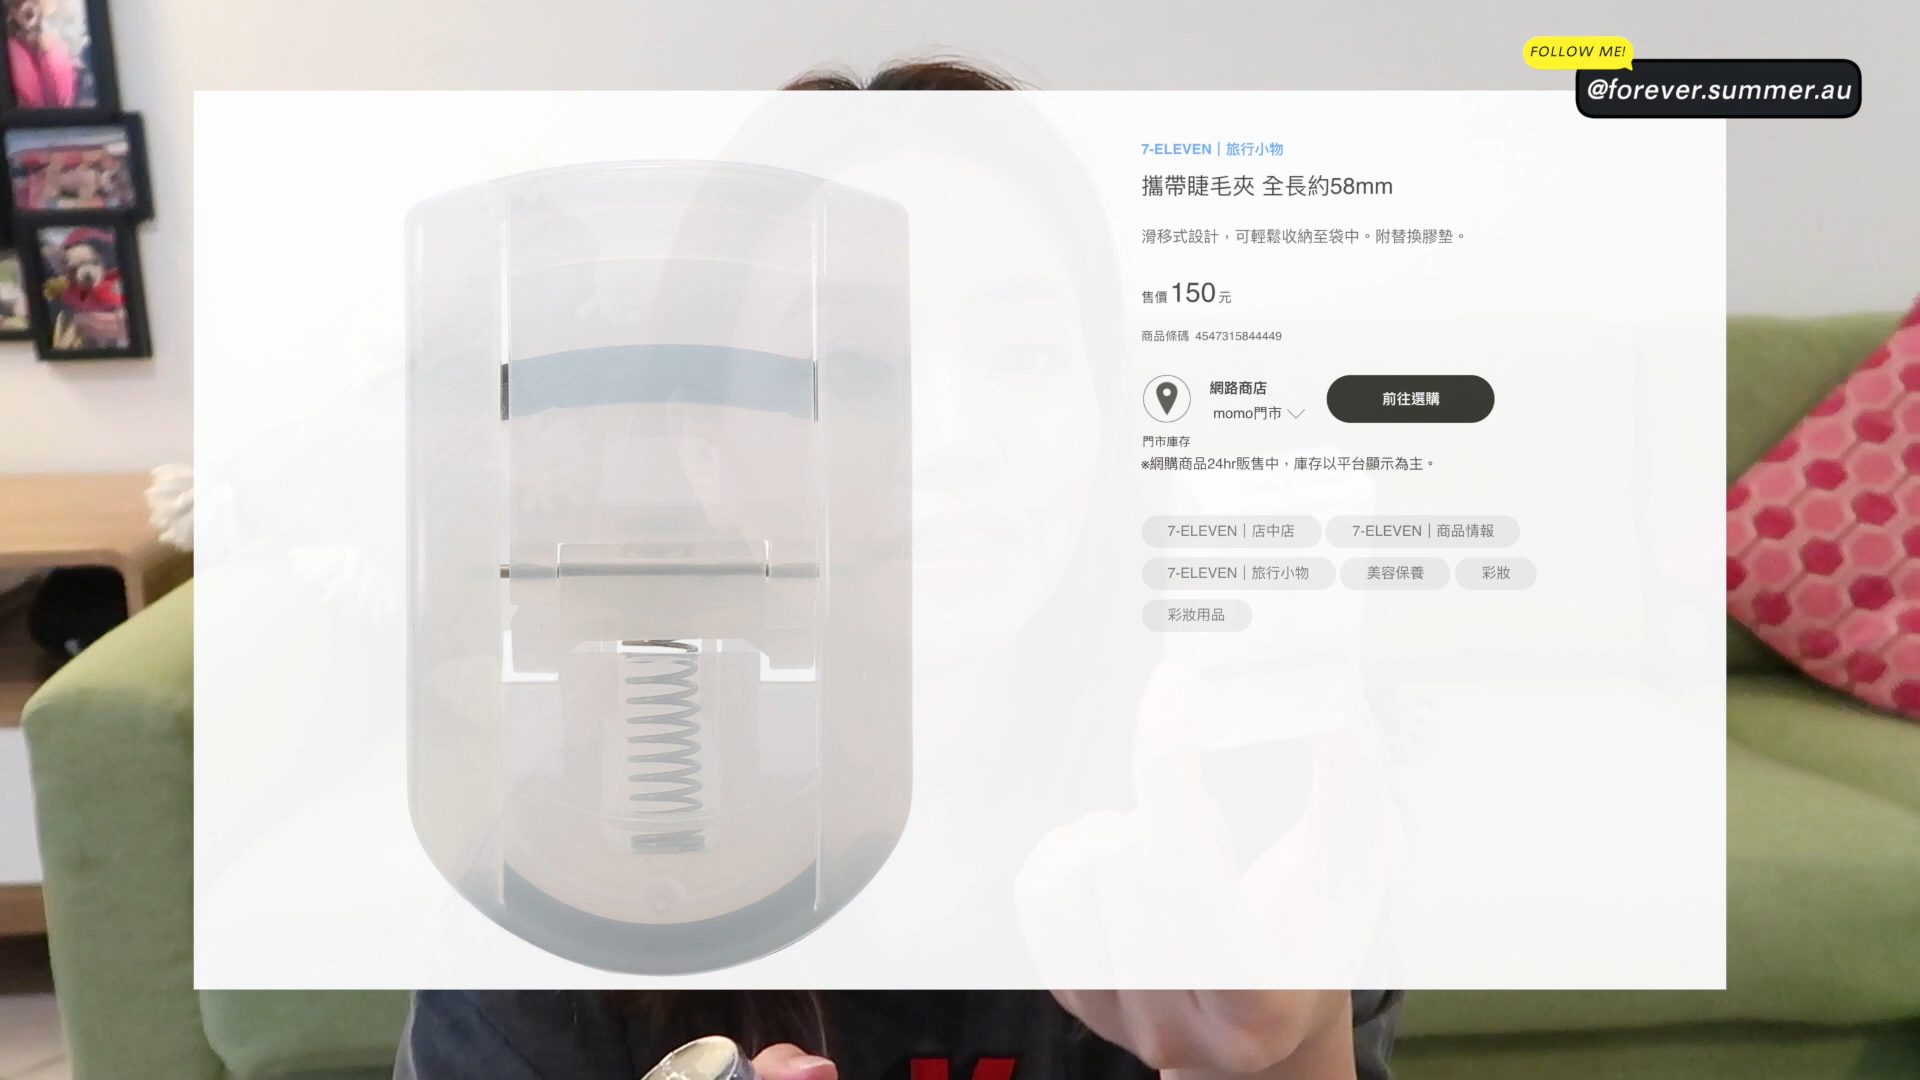 FOLLOW ME!
@forever.summer.au
7-ELEVEN｜旅行小物
攜帶睫毛夾 全長約58mm
滑移式設計，可輕鬆收納至袋中。附替換膠墊。
售價 150 元
商品條碼 4547315844449
網路商店
momo門市
前往選購
門市庫存
※網購商品24hr販售中，庫存以平台顯示為主。
7-ELEVEN｜店中店 7-ELEVEN｜商品情報
7-ELEVEN｜旅行小物 美容保養 彩妝
彩妝用品